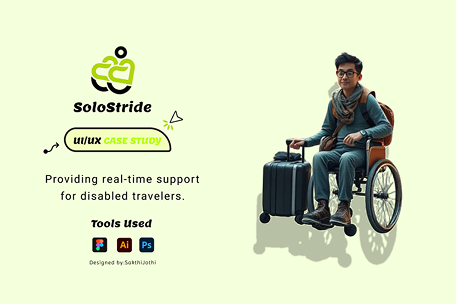 SoloStride
UI/UX CASE STUDY
Providing real-time support
for disabled travelers.
Tools Used
Ai Ps
Designed by:SakthiJothi